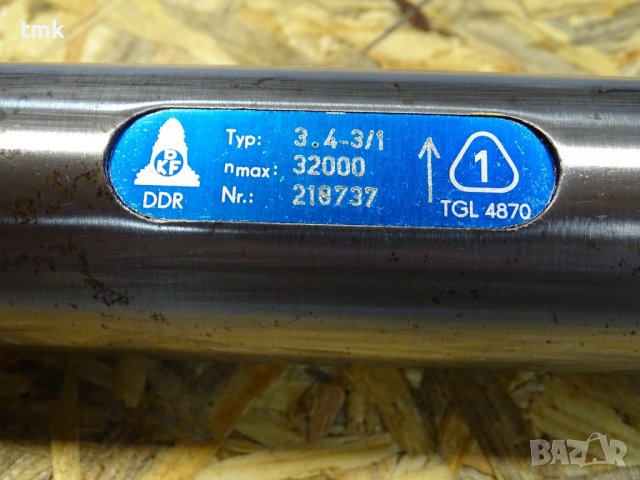 tmk
DKF
DDR
Typ: 3.4-3/1
nmax: 32000
Nr.: 218737
1
TGL 4870
BAZAR